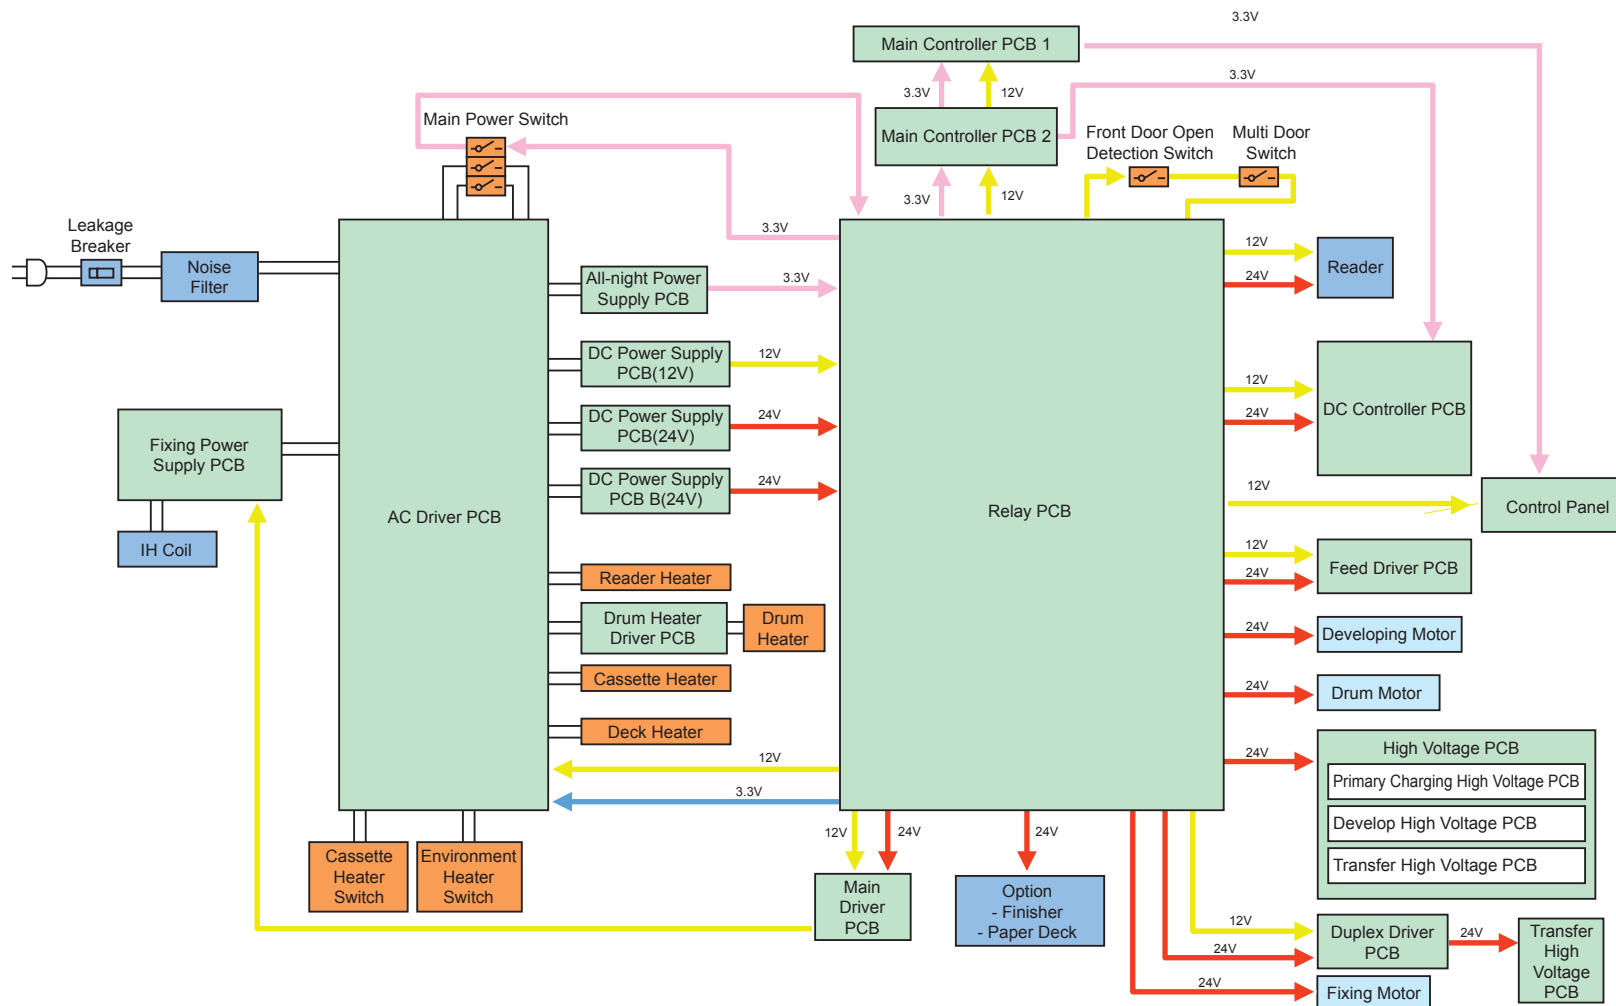 3.3V
Main Controller PCB 1
3.3V
12V
3.3V
Main Power Switch
Main Controller PCB 2
Front Door Open
Detection Switch
Multi Door
Switch
3.3V
12V
3.3V
Leakage
Breaker
Noise
Filter
All-night Power
Supply PCB
3.3V
12V
24V
Reader
DC Power Supply
PCB(12V)
12V
12V
24V
DC Controller PCB
DC Power Supply
PCB(24V)
24V
Fixing Power
Supply PCB
DC Power Supply
PCB B(24V)
24V
12V
Control Panel
AC Driver PCB
Relay PCB
IH Coil
12V
24V
Feed Driver PCB
Reader Heater
Drum Heater
Driver PCB
Drum
Heater
24V
Developing Motor
Cassette Heater
24V
Drum Motor
Deck Heater
12V
3.3V
24V
High Voltage PCB
Primary Charging High Voltage PCB
Develop High Voltage PCB
Transfer High Voltage PCB
Cassette
Heater
Switch
Environment
Heater
Switch
12V
24V
24V
Main
Driver
PCB
Option
- Finisher
- Paper Deck
12V
24V
Duplex Driver
PCB
24V
Transfer
High
Voltage
PCB
24V
Fixing Motor